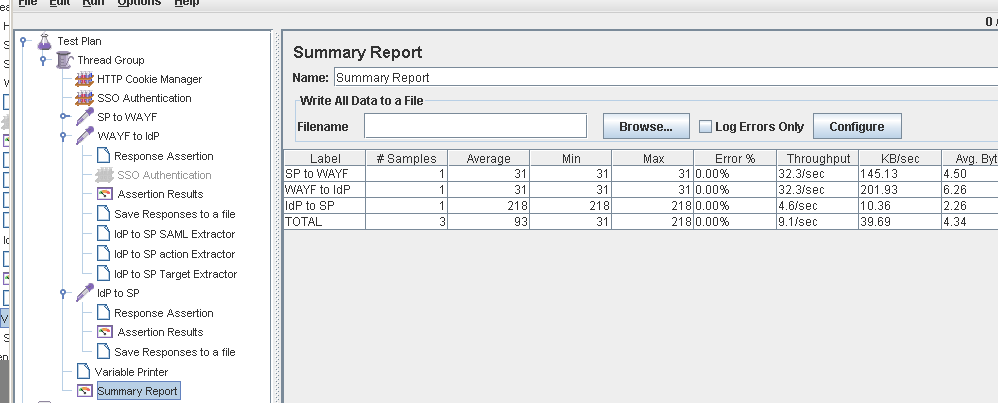 File Edit Run Options Help
0
Test Plan
Thread Group
HTTP Cookie Manager
SSO Authentication
SP to WAYF
WAYF to IdP
Response Assertion
SSO Authentication
Assertion Results
Save Responses to a file
IdP to SP SAML Extractor
IdP to SP action Extractor
IdP to SP Target Extractor
IdP to SP
Response Assertion
Assertion Results
Save Responses to a file
Variable Printer
Summary Report
Summary Report
Name: Summary Report
Write All Data to a File
Filename Browse... Log Errors Only Configure
Label # Samples Average Min Max Error % Throughput KB/sec Avg. Byt
SP to WAYF 1 31 31 31 0.00% 32.3/sec 145.13 4.50
WAYF to IdP 1 31 31 31 0.00% 32.3/sec 201.93 6.26
IdP to SP 1 218 218 218 0.00% 4.6/sec 10.36 2.26
TOTAL 3 93 31 218 0.00% 9.1/sec 39.69 4.34